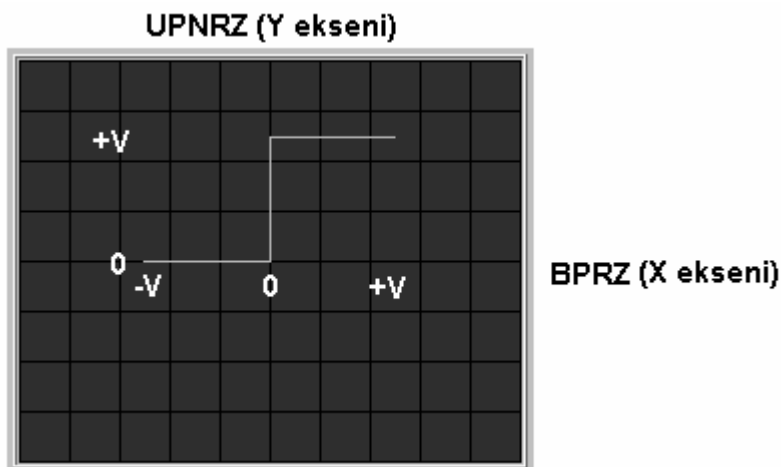 UPNRZ (Y ekseni)
+V
0
-V 0 +V
BPRZ (X ekseni)